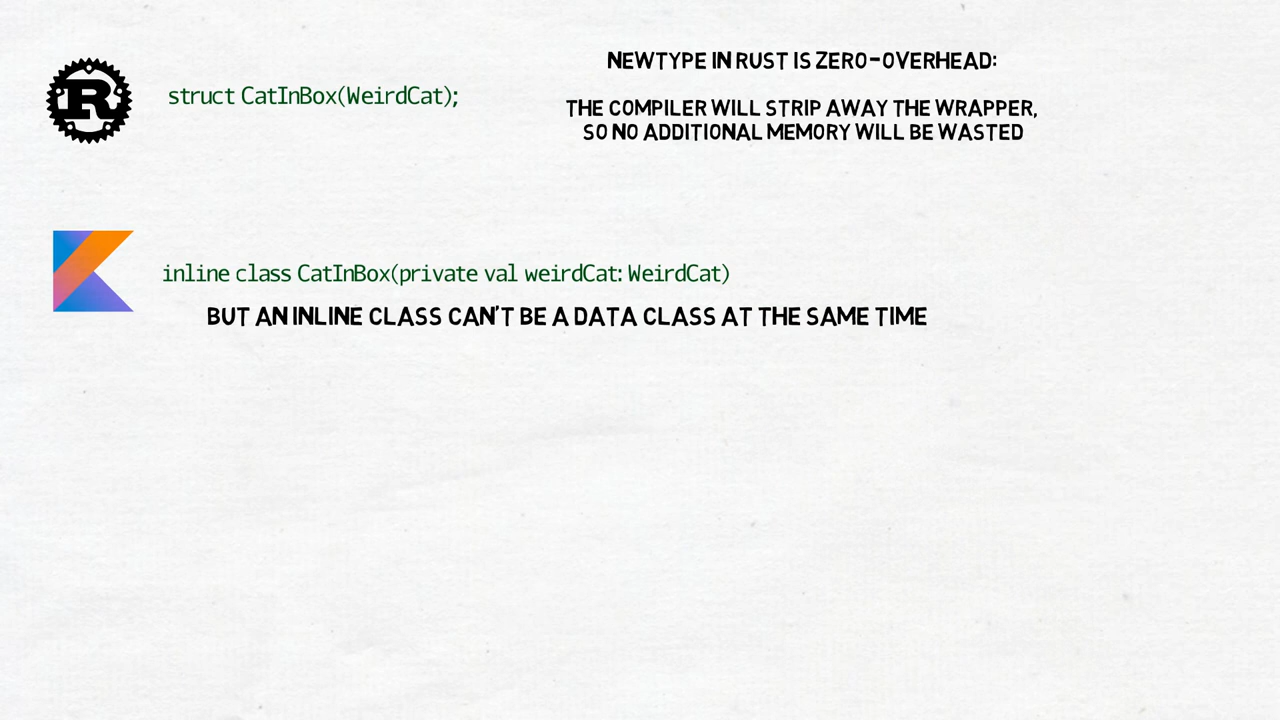 NEWTYPE IN RUST IS ZERO-OVERHEAD:
struct CatInBox(WeirdCat);
THE COMPILER WILL STRIP AWAY THE WRAPPER,
SO NO ADDITIONAL MEMORY WILL BE WASTED
inline class CatInBox(private val weirdCat: WeirdCat)
BUT AN INLINE CLASS CAN'T BE A DATA CLASS AT THE SAME TIME